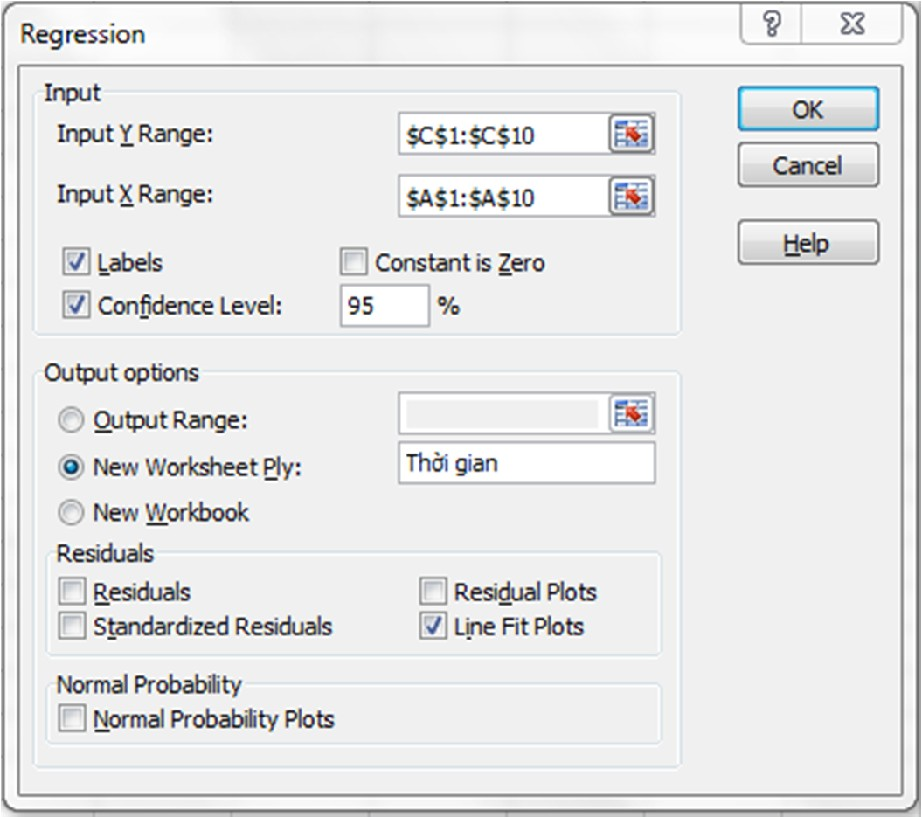 Regression
Input
Input Y Range: $C$1:$C$10
Input X Range: $A$1:$A$10
Labels Constant is Zero
Confidence Level: 95 %
OK
Cancel
Help
Output options
Output Range:
New Worksheet Ply: Thời gian
New Workbook
Residuals
Residuals Residual Plots
Standardized Residuals Line Fit Plots
Normal Probability
Normal Probability Plots